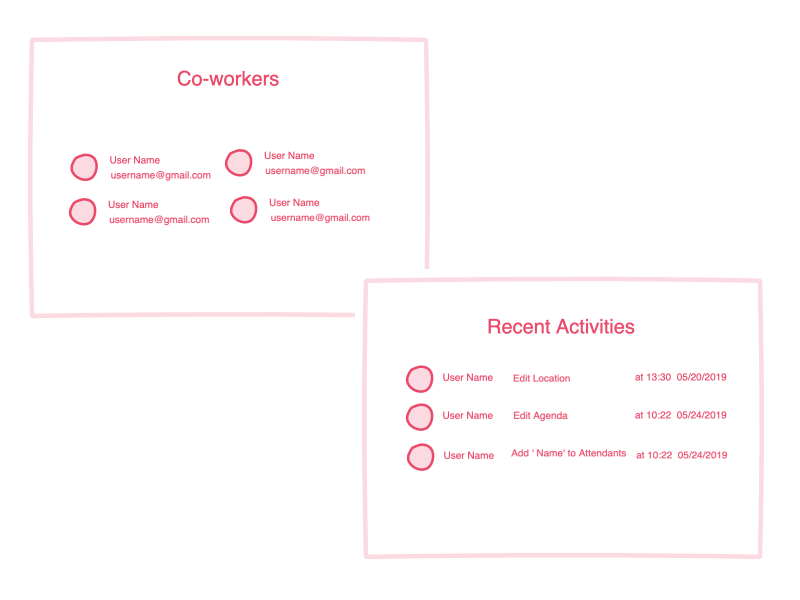 Co-workers
User Name
username@gmail.com
User Name
username@gmail.com
User Name
username@gmail.com
User Name
username@gmail.com
Recent Activities
User Name Edit Location at 13:30 05/20/2019
User Name Edit Agenda at 10:22 05/24/2019
User Name Add ' Name' to Attendants at 10:22 05/24/2019